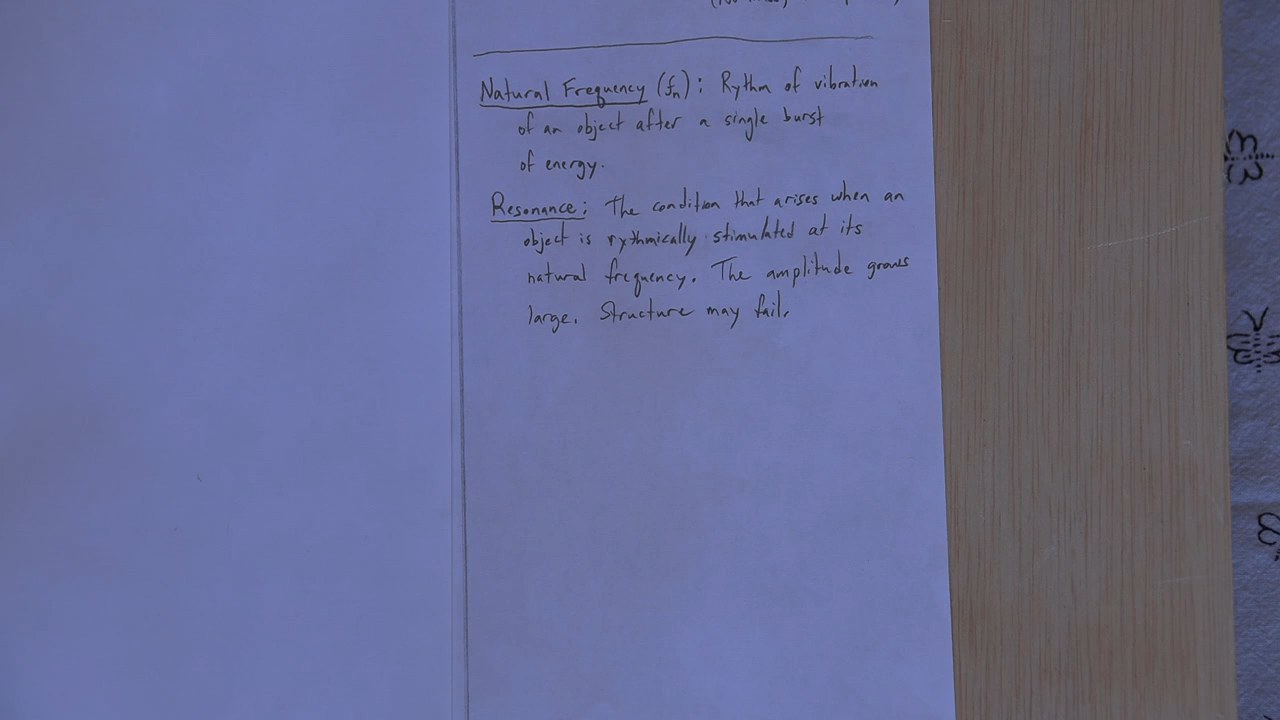 Natural Frequency (fn): Rythm of vibration
of an object after a single burst
of energy.
Resonance: The condition that arises when an
object is rythmically stimulated at its
natural frequency. The amplitude grows
large. Structure may fail.